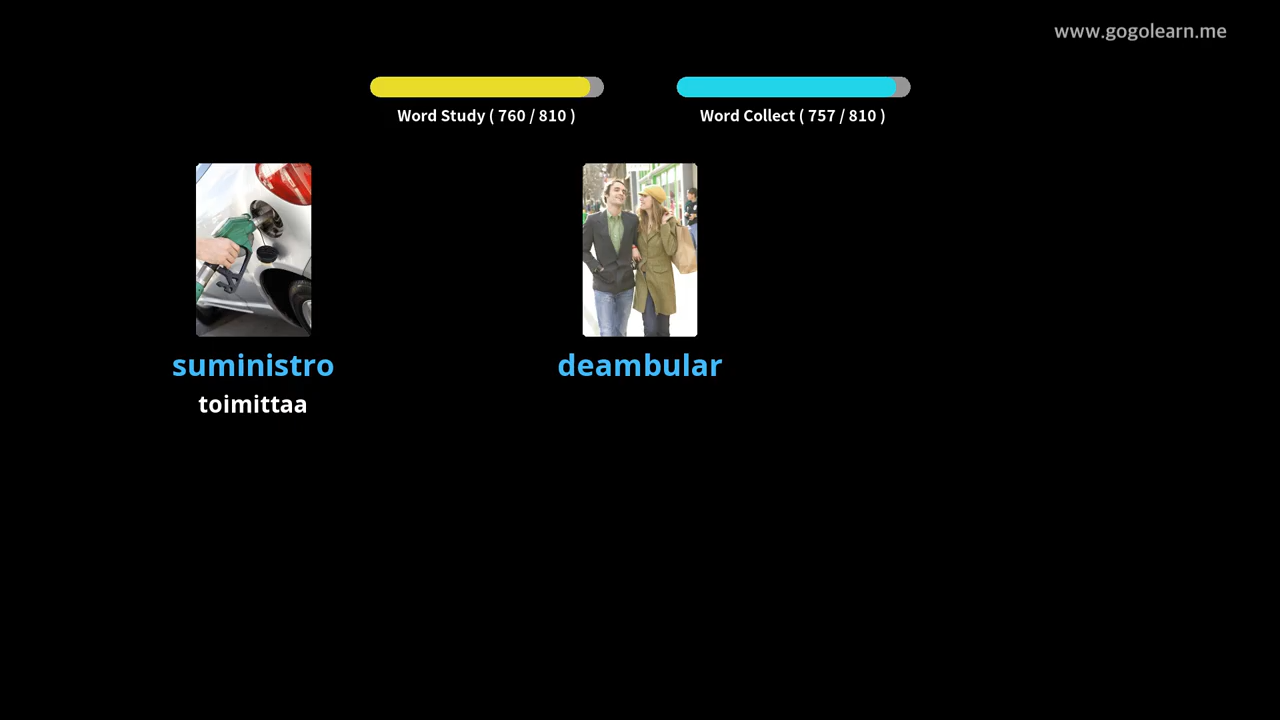 www.gogolearn.me
Word Study ( 760 / 810 )
Word Collect ( 757 / 810 )
suministro
toimittaa
deambular